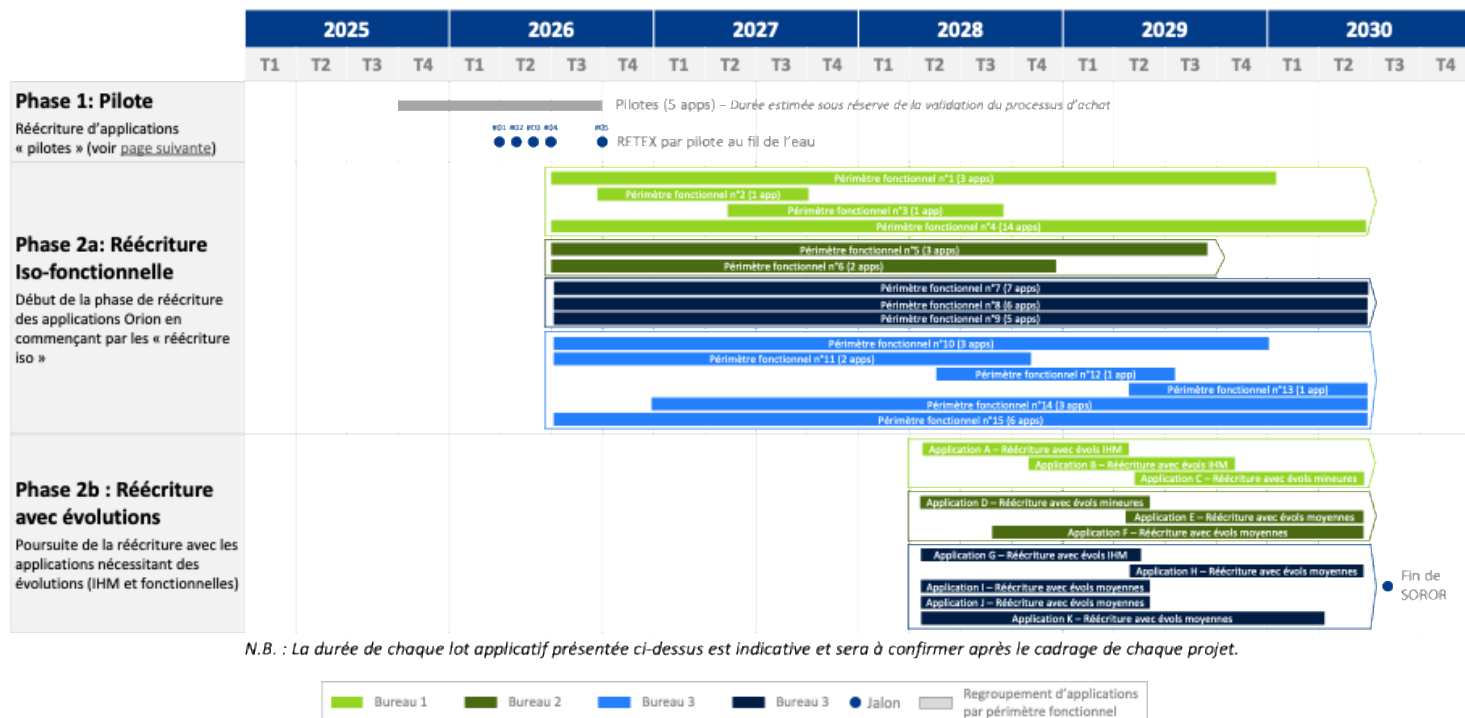 2025 2026 2027 2028 2029 2030
T1 T2 T3 T4 T1 T2 T3 T4 T1 T2 T3 T4 T1 T2 T3 T4 T1 T2 T3 T4 T1 T2 T3 T4
Phase 1: Pilote
Réécriture d'applications
« pilotes » (voir page suivante)
Pilotes (5 apps) – Durée estimée sous réserve de la validation du processus d'achat
RETEX par pilote au fil de l'eau
Phase 2a: Réécriture
Iso-fonctionnelle
Début de la phase de réécriture
des applications Orion en
commençant par les « réécriture
iso »
Périmètre fonctionnel n°1 (3 apps)
Périmètre fonctionnel n°2 (1 app)
Périmètre fonctionnel n°3 (1 app)
Périmètre fonctionnel n°4 (14 apps)
Périmètre fonctionnel n°5 (3 apps)
Périmètre fonctionnel n°6 (2 apps)
Périmètre fonctionnel n°7 (7 apps)
Périmètre fonctionnel n°8 (6 apps)
Périmètre fonctionnel n°9 (5 apps)
Périmètre fonctionnel n°10 (3 apps)
Périmètre fonctionnel n°11 (2 apps)
Périmètre fonctionnel n°12 (1 app)
Périmètre fonctionnel n°13 (1 app)
Périmètre fonctionnel n°14 (3 apps)
Périmètre fonctionnel n°15 (6 apps)
Phase 2b : Réécriture
avec évolutions
Poursuite de la réécriture avec les
applications nécessitant des
évolutions (IHM et fonctionnelles)
Application A – Réécriture avec évols IHM
Application B – Réécriture avec évols IHM
Application C – Réécriture avec évols mineures
Application D – Réécriture avec évols mineures
Application E – Réécriture avec évols moyennes
Application F – Réécriture avec évols moyennes
Application G – Réécriture avec évols IHM
Application H – Réécriture avec évols moyennes
Application I – Réécriture avec évols moyennes
Application J – Réécriture avec évols moyennes
Application K – Réécriture avec évols moyennes
Fin de
SOROR
N.B. : La durée de chaque lot applicatif présentée ci-dessus est indicative et sera à confirmer après le cadrage de chaque projet.
Bureau 1 Bureau 2 Bureau 3 Bureau 3 Jalon Regroupement d'applications
par périmètre fonctionnel